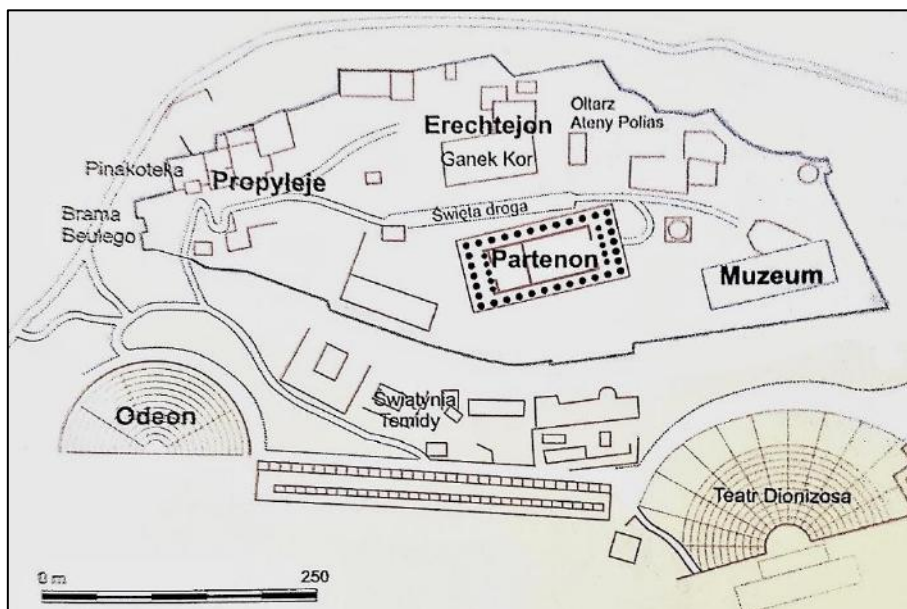 Erechtejon
Ołtarz
Ateny Polias
Ganek Kor
Pinakoteka
Propyleje
Brama
Beulego
Święta droga
Partenon
Muzeum
Odeon
Świątynia
Temidy
Teatr Dionizosa
0 m 250